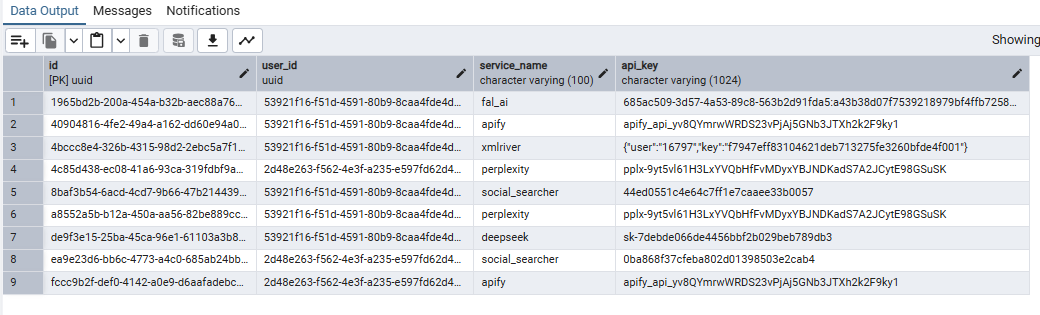 Data Output Messages Notifications
Showing
id user_id service_name api_key
[PK] uuid uuid character varying (100) character varying (1024)
1 1965bd2b-200a-454a-b32b-aec88a76... 53921f16-f51d-4591-80b9-8caa4fde4d... fal_ai 685ac509-3d57-4a53-89c8-563b2d91fda5:a43b38d07f7539218979bf4ffb7258...
2 40904816-4fe2-49a4-a162-dd60e94a0... 53921f16-f51d-4591-80b9-8caa4fde4d... apify apify_api_yv8QYmrwWRDS23vPjAj5GNb3JTXh2k2F9ky1
3 4bccc8e4-326b-4315-98d2-2ebc5a7f1... 53921f16-f51d-4591-80b9-8caa4fde4d... xmlriver {"user":"16797","key":"f7947eff83104621deb713275fe3260bfde4f001"}
4 4c85d438-ec08-41a6-93ca-319fdbf9a... 2d48e263-f562-4e3f-a235-e597fd62d4... perplexity 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
5 8baf3b54-6acd-4cd7-9b66-47b214439... 53921f16-f51d-4591-80b9-8caa4fde4d... social_searcher 44ed0551c4e64c7ff1e7caaee33b0057
6 a8552a5b-b12a-450a-aa56-82be889cc... 53921f16-f51d-4591-80b9-8caa4fde4d... perplexity 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
7 de9f3e15-25ba-45ca-96e1-61103a3b8... 53921f16-f51d-4591-80b9-8caa4fde4d... deepseek sk-7debde066de4456bbf2b029beb789db3
8 ea9e23d6-bb6c-4773-a4c0-685ab24bb... 2d48e263-f562-4e3f-a235-e597fd62d4... social_searcher 0ba868f37cfeba802d01398503e2cab4
9 fccc9b2f-def0-4142-a0e9-d6aafadebc... 2d48e263-f562-4e3f-a235-e597fd62d4... apify apify_api_yv8QYmrwWRDS23vPjAj5GNb3JTXh2k2F9ky1